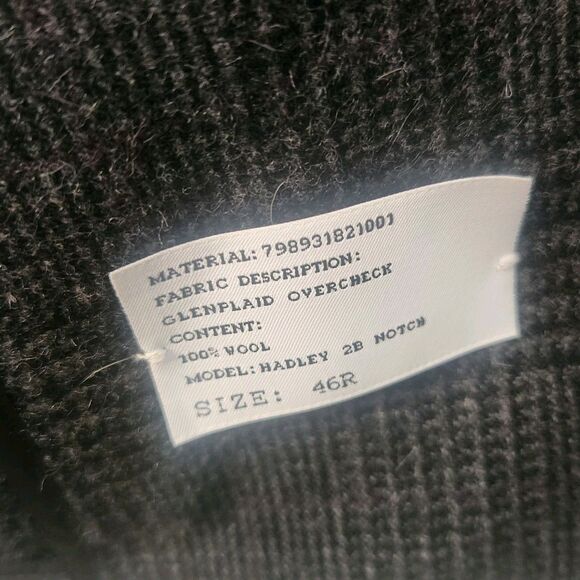 MATERIAL: 798931821001
FABRIC DESCRIPTION:
GLENPLAID OVERCHECK
CONTENT:
100% WOOL
MODEL: HADLEY 2B NOTCH
SIZE: 46R